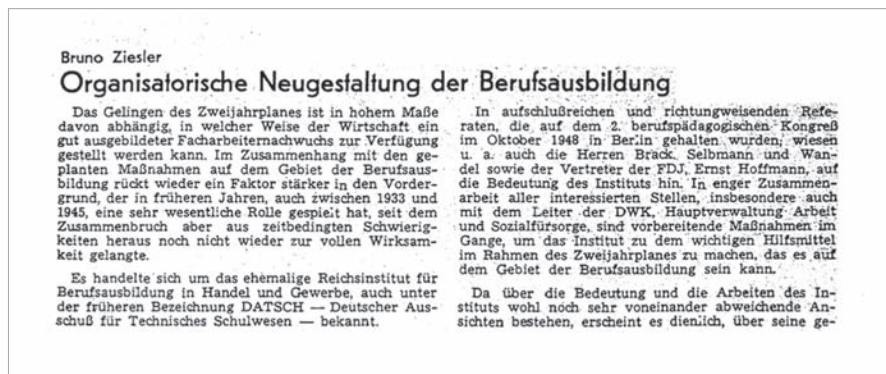 Bruno Ziesler
Organisatorische Neugestaltung der Berufsausbildung
Das Gelingen des Zweijahrplanes ist in hohem Maße
davon abhängig, in welcher Weise der Wirtschaft ein
gut ausgebildeter Facharbeiternachwuchs zur Verfügung
gestellt werden kann. Im Zusammenhang mit den ge-
planten Maßnahmen auf dem Gebiet der Berufsaus-
bildung rückt wieder ein Faktor stärker in den Vorder-
grund, der in früheren Jahren, auch zwischen 1933 und
1945, eine sehr wesentliche Rolle gespielt hat, seit dem
Zusammenbruch aber aus zeitbedingten Schwierig-
keiten heraus noch nicht wieder zur vollen Wirksam-
keit gelangte.
Es handelte sich um das ehemalige Reichsinstitut für
Berufsausbildung in Handel und Gewerbe, auch unter
der früheren Bezeichnung DATSCH — Deutscher Aus-
schuß für Technisches Schulwesen — bekannt.
In aufschlußreichen und richtungweisenden Refe-
raten, die auf dem 2. berufspädagogischen Kongreß
im Oktober 1948 in Berlin gehalten wurden, wiesen
u. a. auch die Herren Brack, Selbmann und Wan-
del sowie der Vertreter der FDJ, Ernst Hoffmann, auf
die Bedeutung des Instituts hin. In enger Zusammen-
arbeit aller interessierten Stellen, insbesondere auch
mit dem Leiter der DWK, Hauptverwaltung Arbeit
und Sozialfürsorge, sind vorbereitende Maßnahmen im
Gange, um das Institut zu dem wichtigen Hilfsmittel
im Rahmen des Zweijahrplanes zu machen, das es auf
dem Gebiet der Berufsausbildung sein kann.
Da über die Bedeutung und die Arbeiten des In-
stituts wohl noch sehr voneinander abweichende An-
sichten bestehen, erscheint es dienlich, über seine ge-